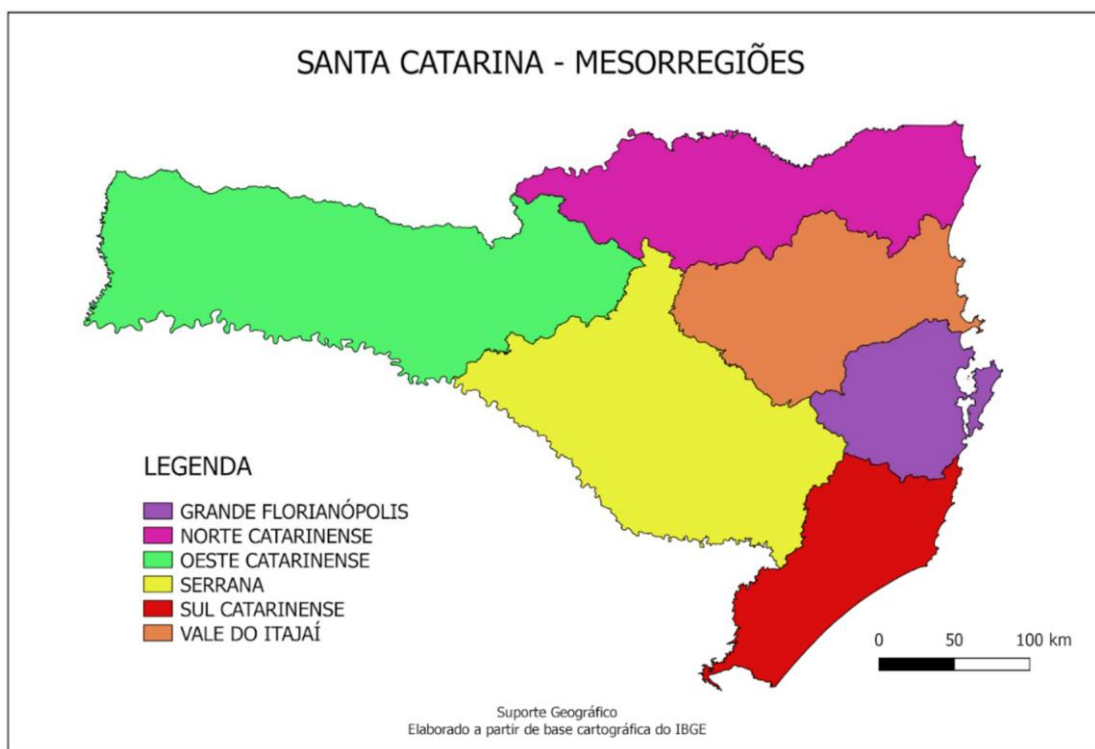 SANTA CATARINA - MESORREGIÕES
LEGENDA
GRANDE FLORIANÓPOLIS
NORTE CATARINENSE
OESTE CATARINENSE
SERRANA
SUL CATARINENSE
VALE DO ITAJAÍ
0 50 100 km
Suporte Geográfico
Elaborado a partir de base cartográfica do IBGE